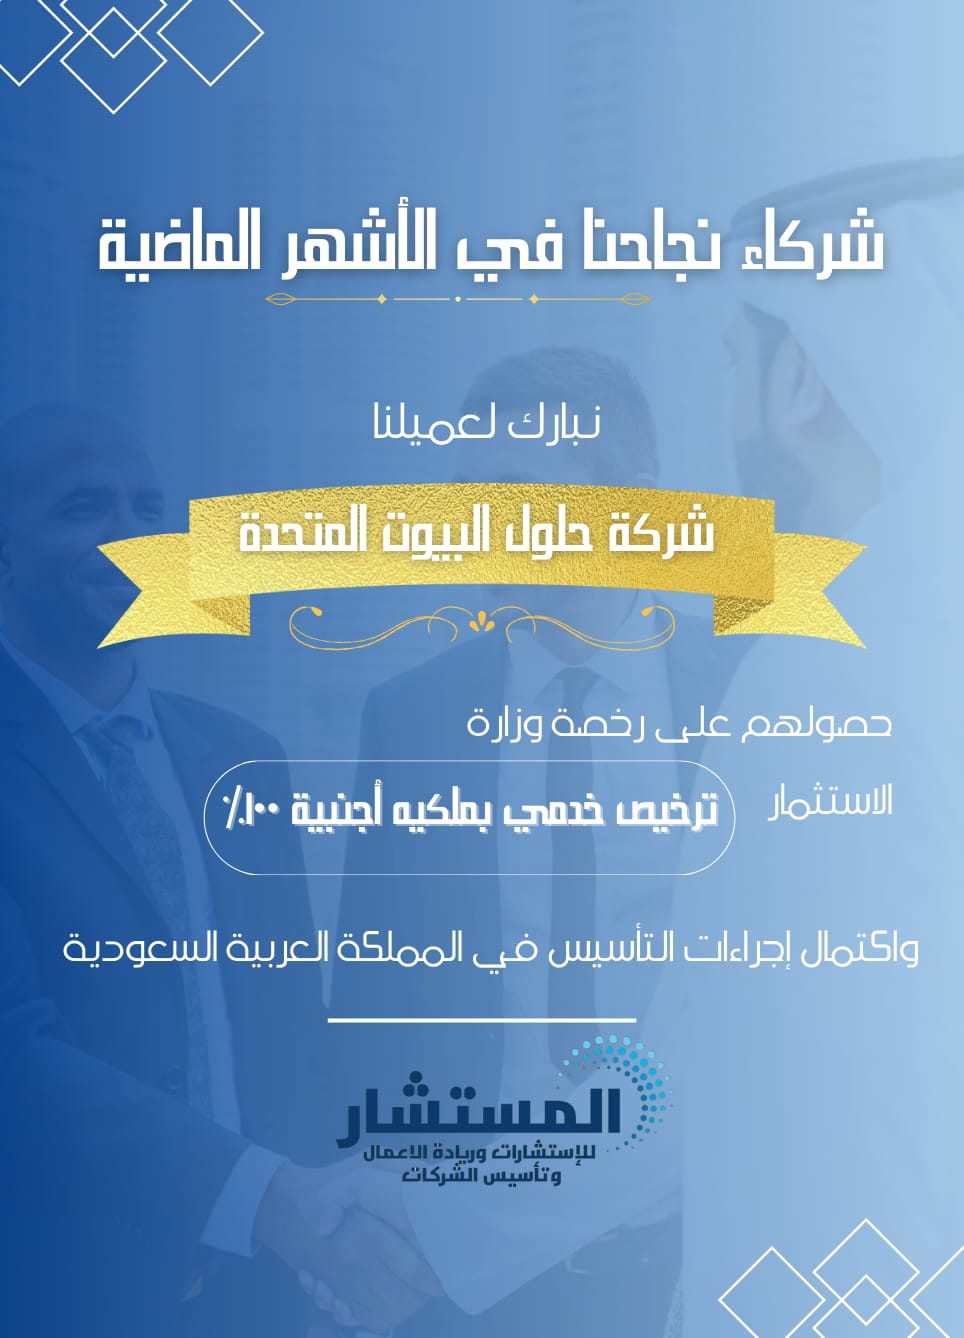 شركاء نجاحنا في الأشهر الماضية
نبارك لعميلنا
شركة حلول البيوت المتحدة
حصولهم على رخصة وزارة
الاستثمار
ترخيص خدمي بملكيه أجنبية ١٠٠٪
واكتمال إجراءات التأسيس في المملكة العربية السعودية
المستشار
للإستشارات وريادة الاعمال
وتأسيس الشركات